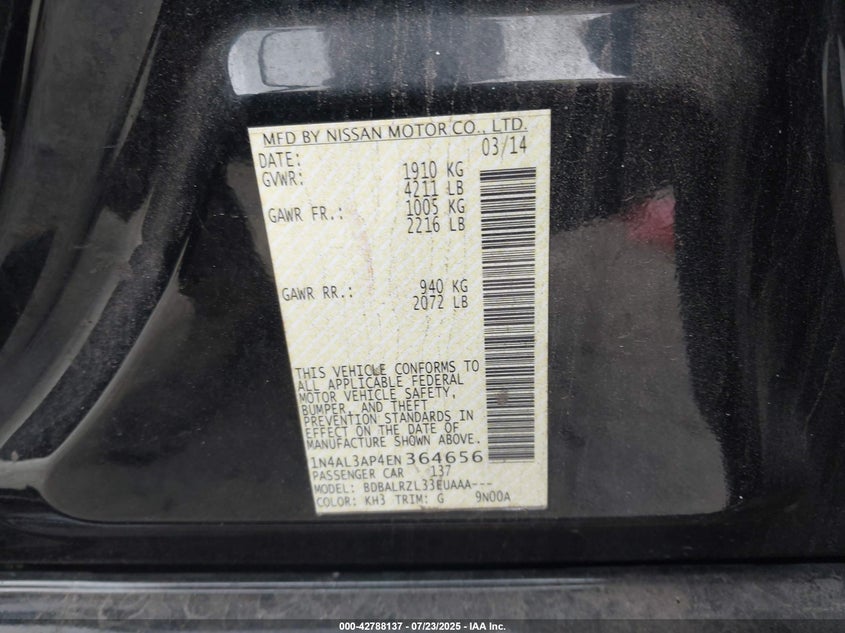 MFD BY NISSAN MOTOR CO., LTD.
DATE: 03/14
GVWR: 1910 KG
4211 LB
GAWR FR.: 1005 KG
2216 LB
GAWR RR.: 940 KG
2072 LB
THIS VEHICLE CONFORMS TO
ALL APPLICABLE FEDERAL
MOTOR VEHICLE SAFETY,
BUMPER, AND THEFT
PREVENTION STANDARDS IN
EFFECT ON THE DATE OF
MANUFACTURE SHOWN ABOVE.
1N4AL3AP4EN 364656
PASSENGER CAR 137
MODEL: BDBALRZL33EUAAA---
COLOR: KH3 TRIM: G 9N00A
000-42788137 - 07/23/2025 - IAA Inc.